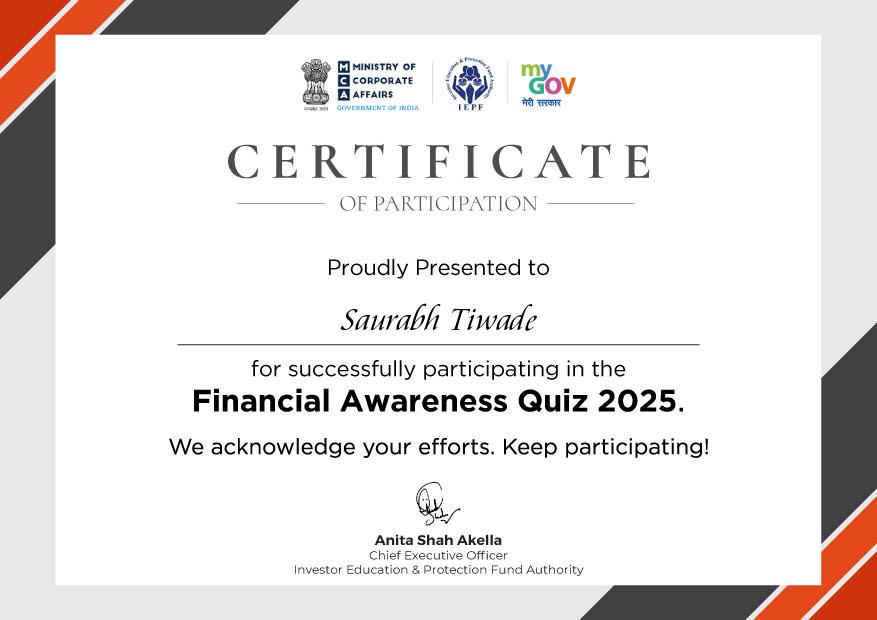 MINISTRY OF
CORPORATE
AFFAIRS
GOVERNMENT OF INDIA
सत्यमेव जयते
Investor Education & Protection Fund Authority
IEPF
my
GOV
मेरी सरकार
CERTIFICATE
OF PARTICIPATION
Proudly Presented to
Saurabh Tiwade
for successfully participating in the
Financial Awareness Quiz 2025.
We acknowledge your efforts. Keep participating!
Anita Shah Akella
Chief Executive Officer
Investor Education & Protection Fund Authority